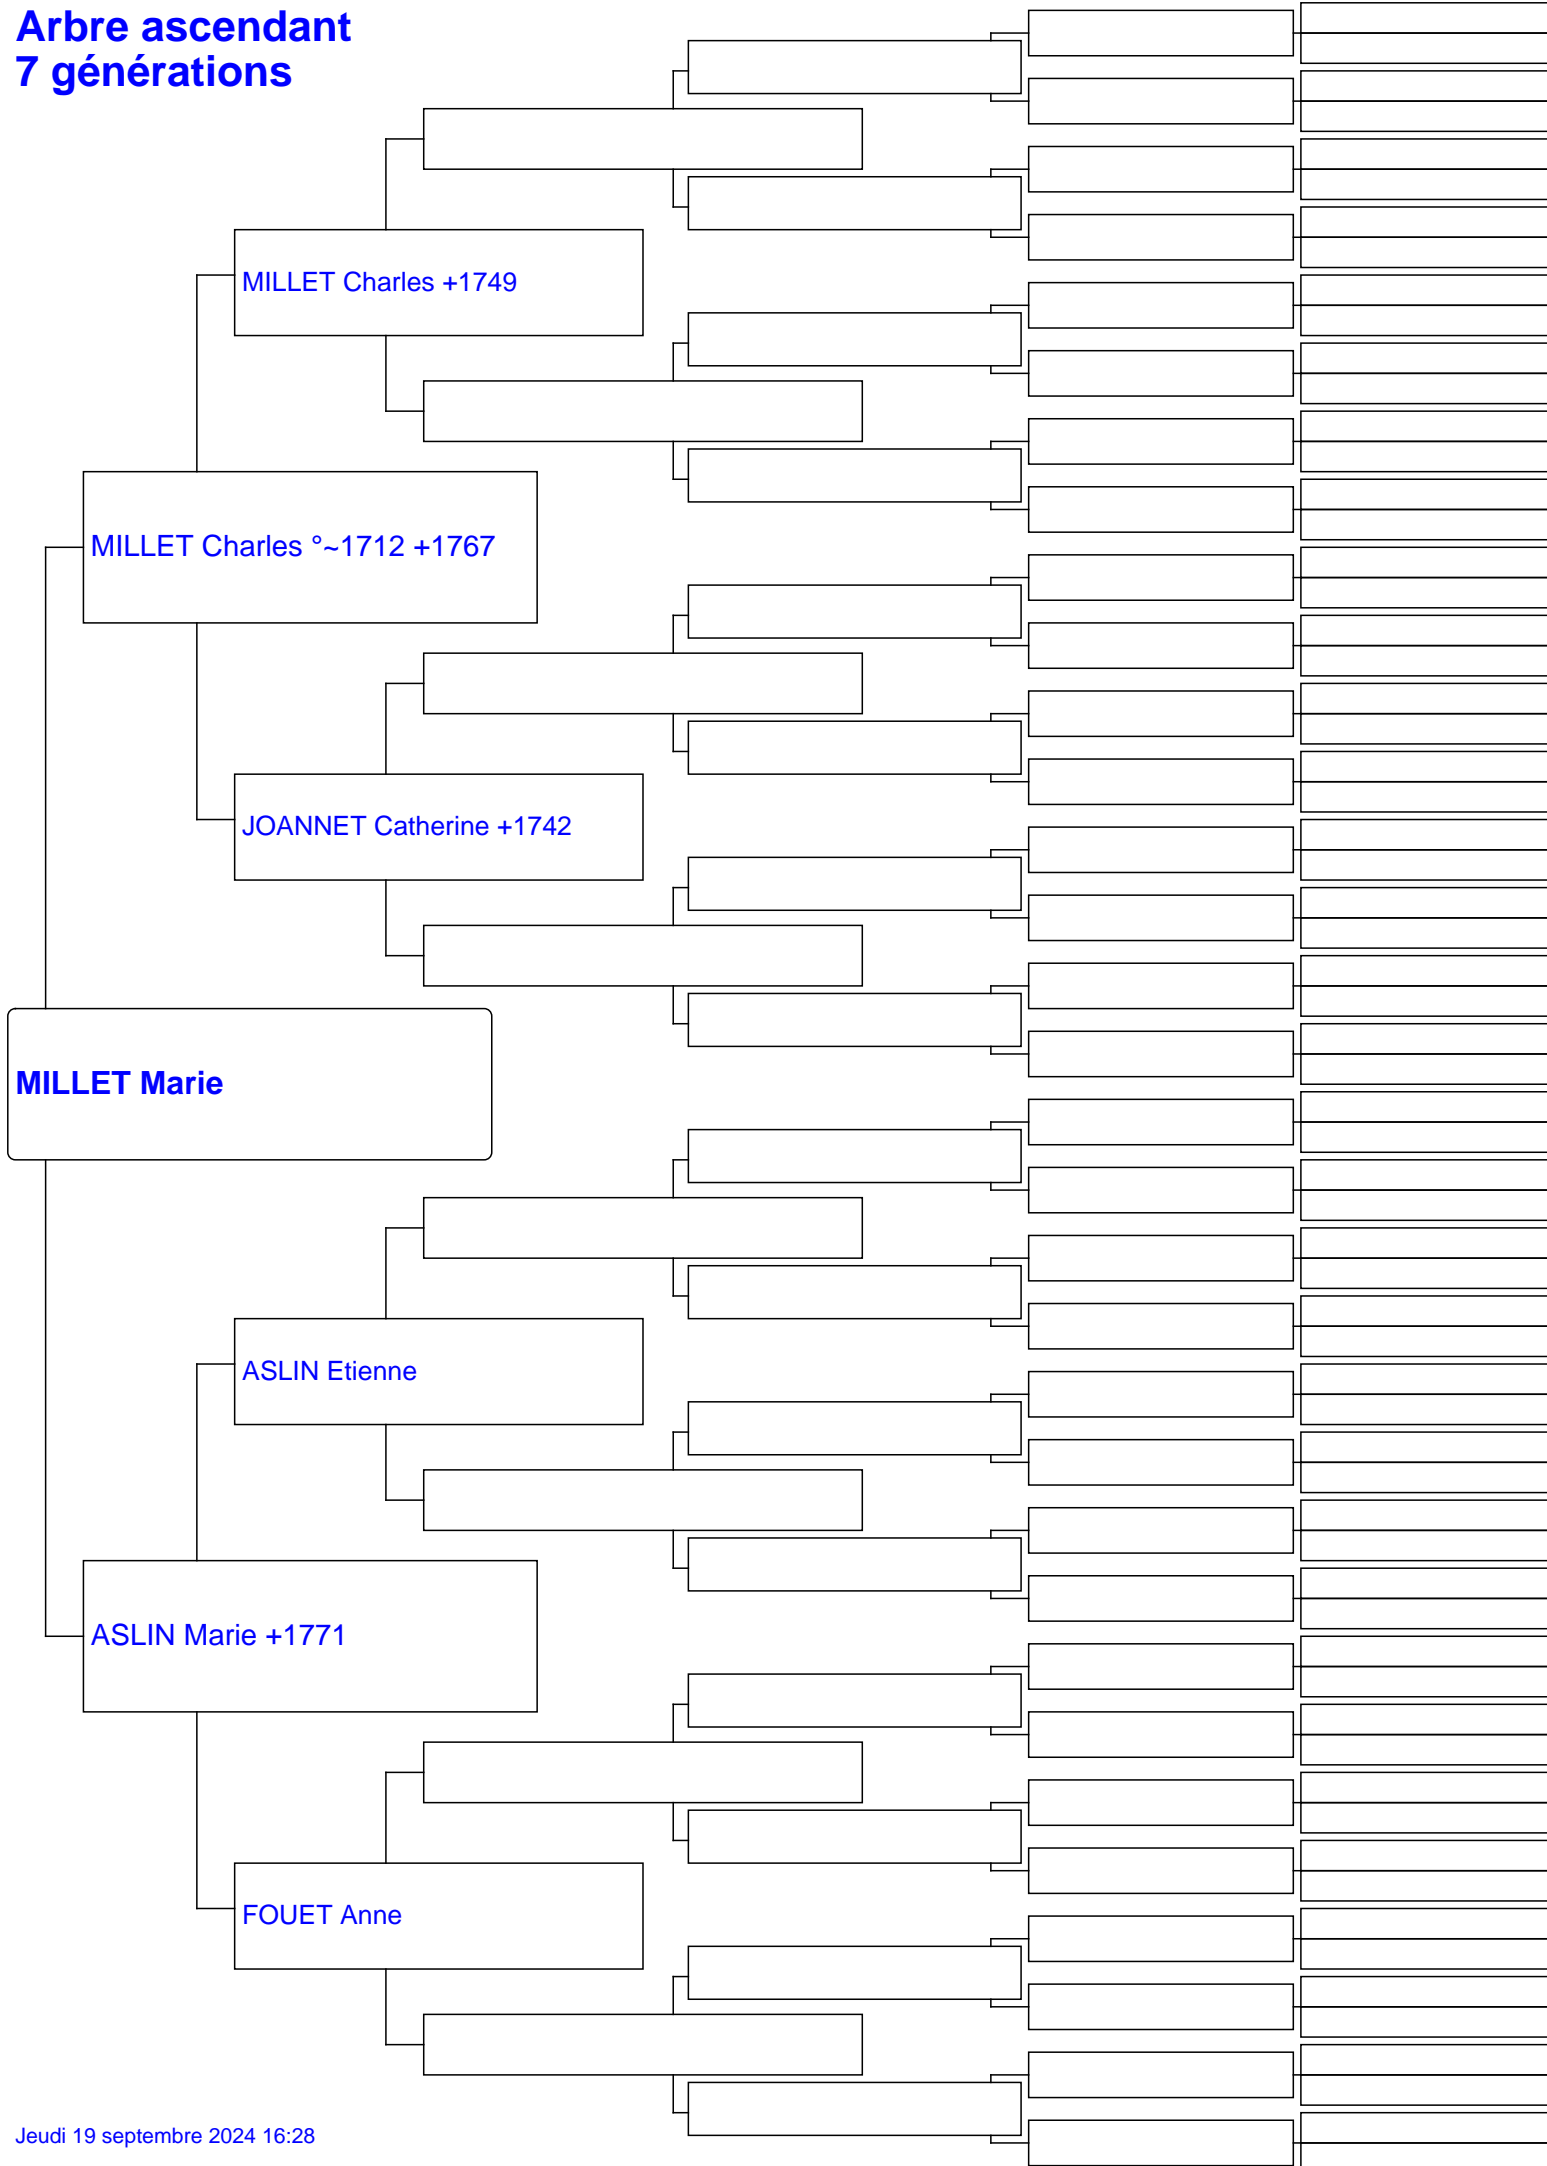 Arbre ascendant
7 générations
MILLET Charles +1749
MILLET Charles °~1712 +1767
JOANNET Catherine +1742
MILLET Marie
ASLIN Etienne
ASLIN Marie +1771
FOUET Anne
Jeudi 19 septembre 2024 16:28